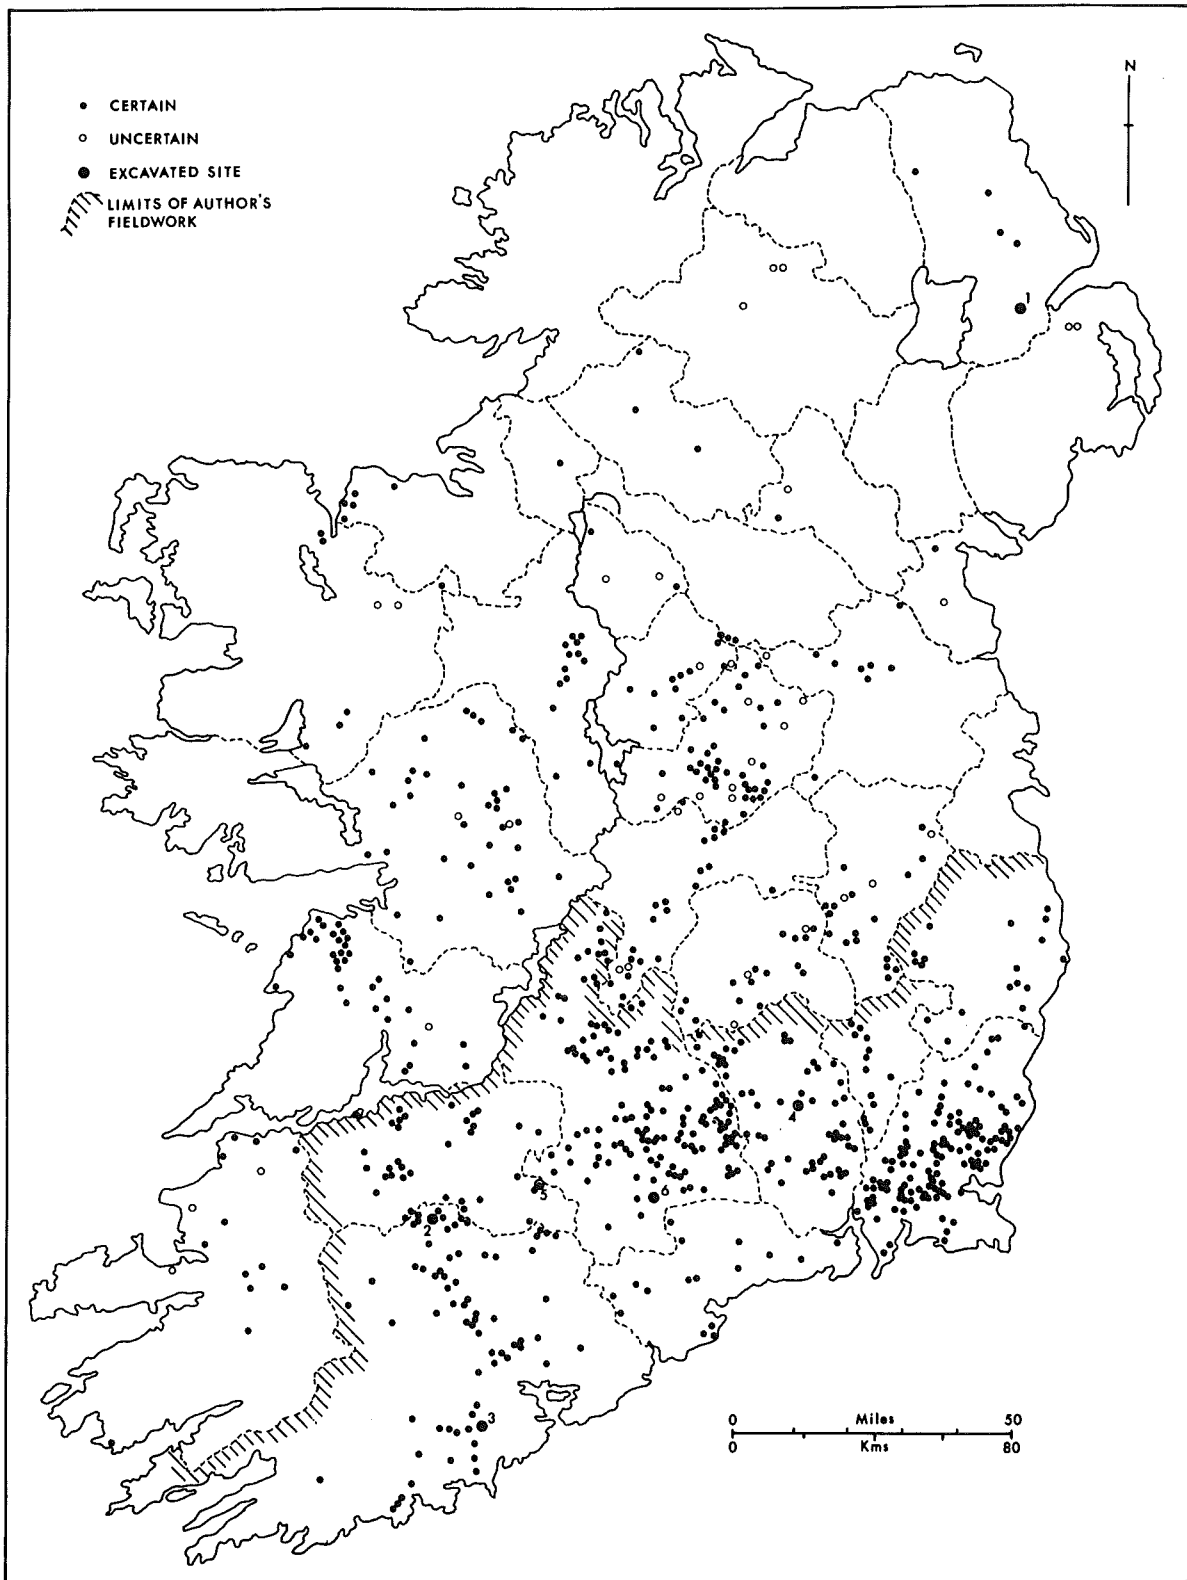 N
CERTAIN
UNCERTAIN
EXCAVATED SITE
LIMITS OF AUTHOR'S
FIELDWORK
1
4
5
6
2
3
0 Miles 50
0 Kms 80